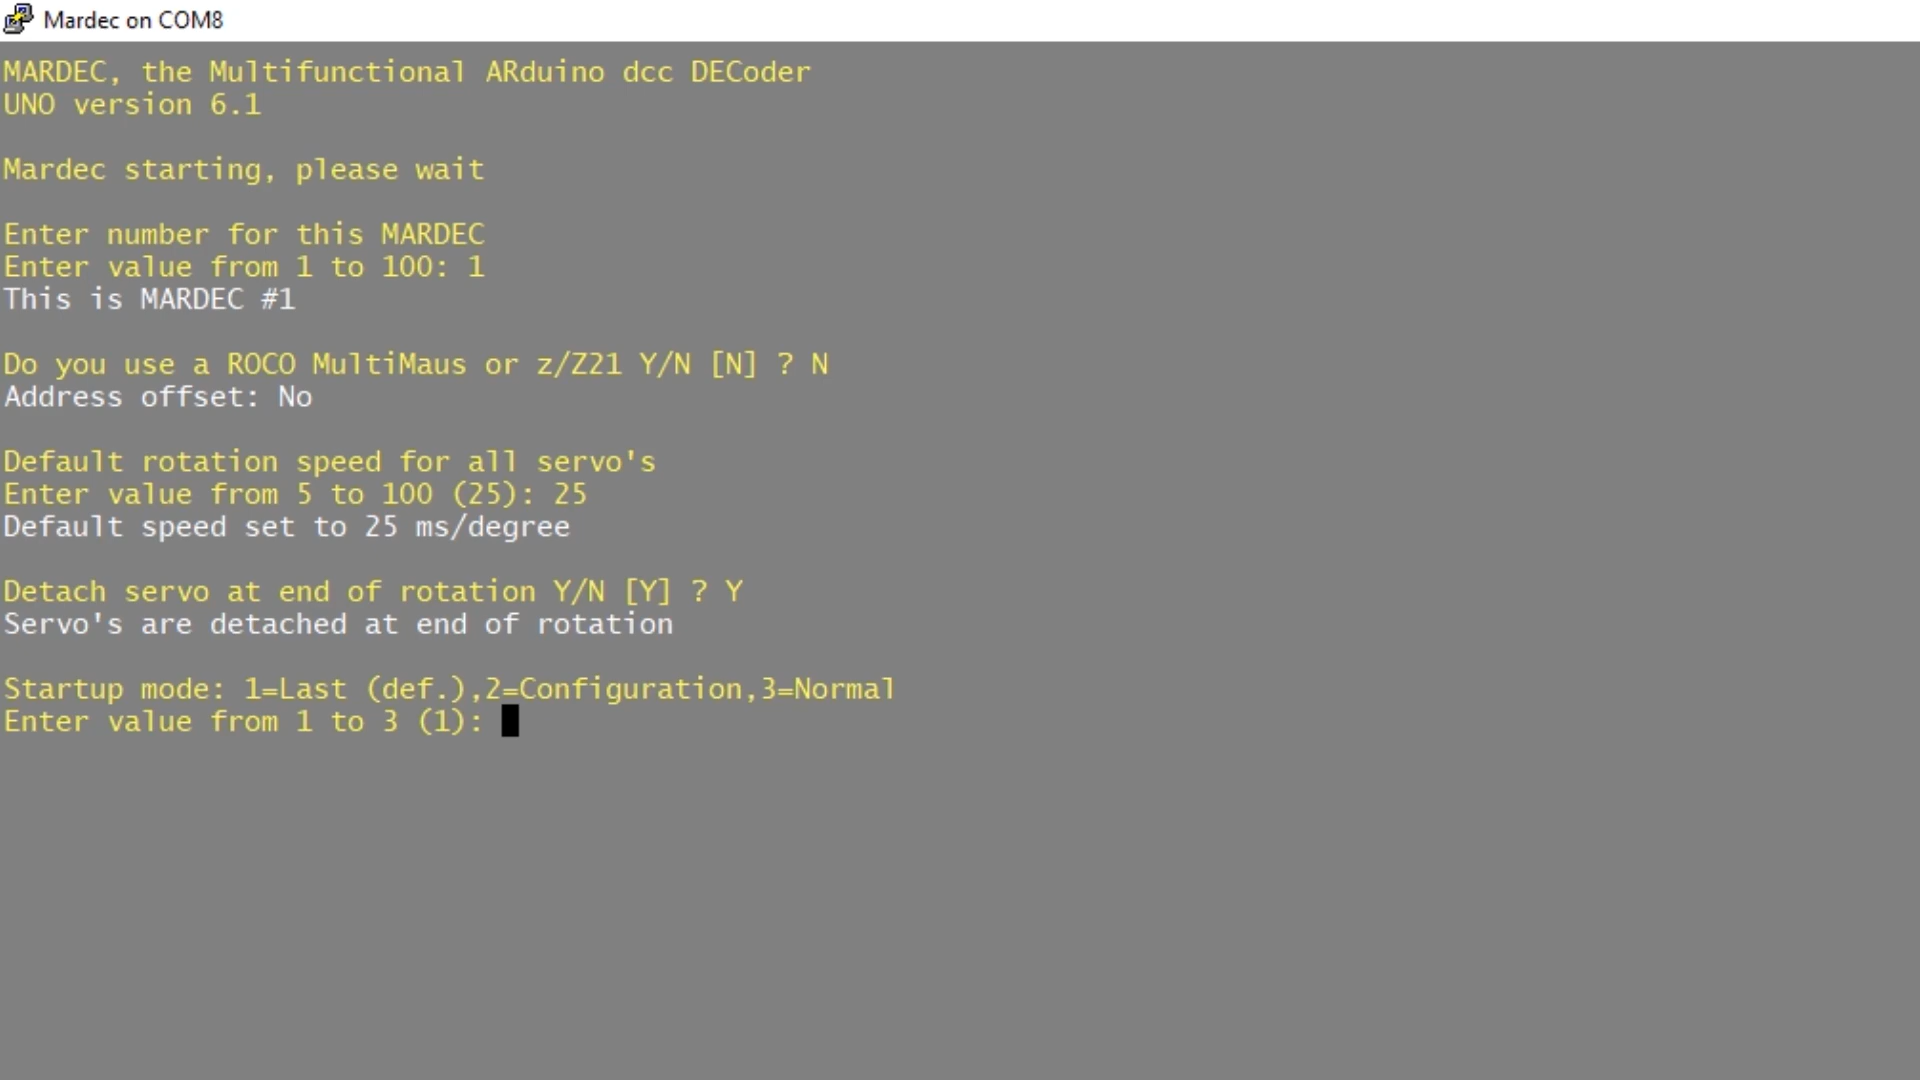 Mardec on COM8
MARDEC, the Multifunctional ARduino dcc DECoder
UNO version 6.1
Mardec starting, please wait
Enter number for this MARDEC
Enter value from 1 to 100: 1
This is MARDEC #1
Do you use a ROCO MultiMaus or z/Z21 Y/N [N] ? N
Address offset: No
Default rotation speed for all servo's
Enter value from 5 to 100 (25): 25
Default speed set to 25 ms/degree
Detach servo at end of rotation Y/N [Y] ? Y
Servo's are detached at end of rotation
Startup mode: 1=Last (def.),2=Configuration,3=Normal
Enter value from 1 to 3 (1):